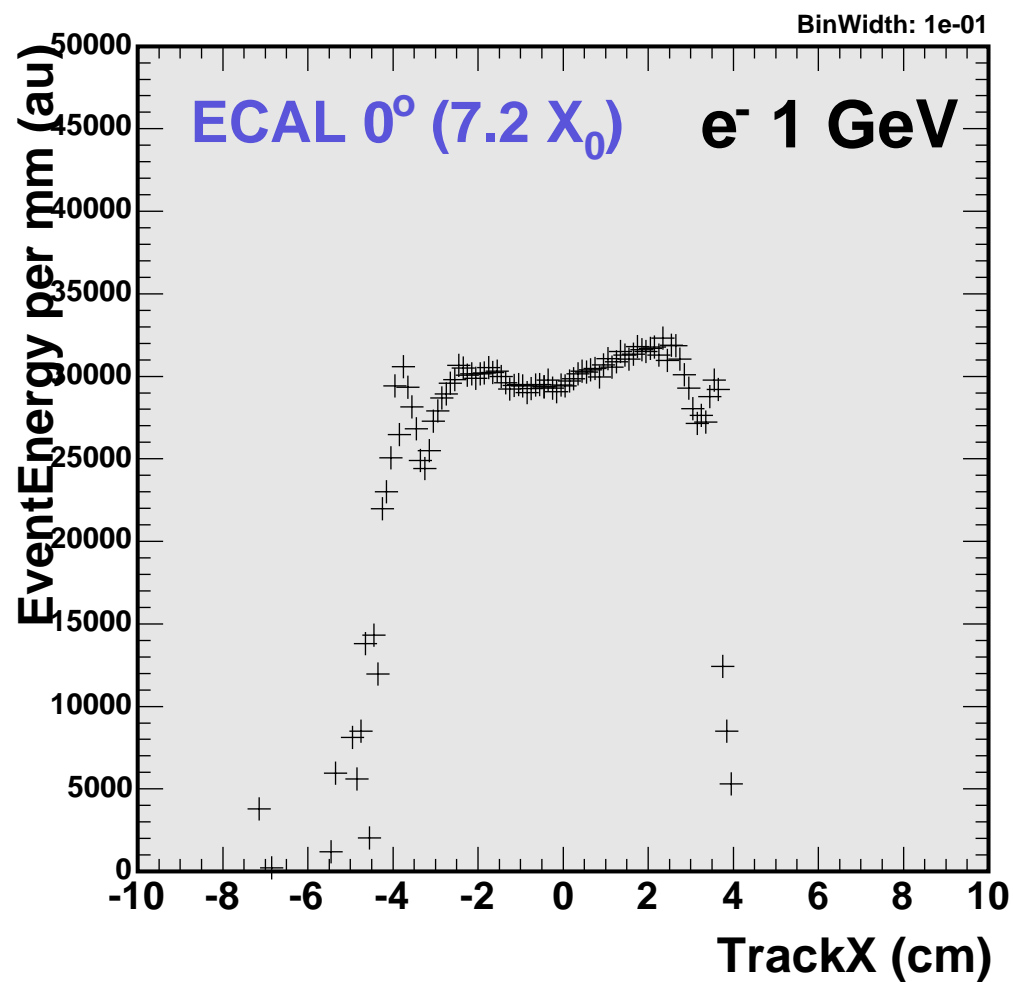 BinWidth: 1e-01
EventEnergy per mm (au)
50000
45000
40000
35000
30000
25000
20000
15000
10000
5000
0
ECAL 0° (7.2 X₀)
e⁻ 1 GeV
-10 -8 -6 -4 -2 0 2 4 6 8 10
TrackX (cm)